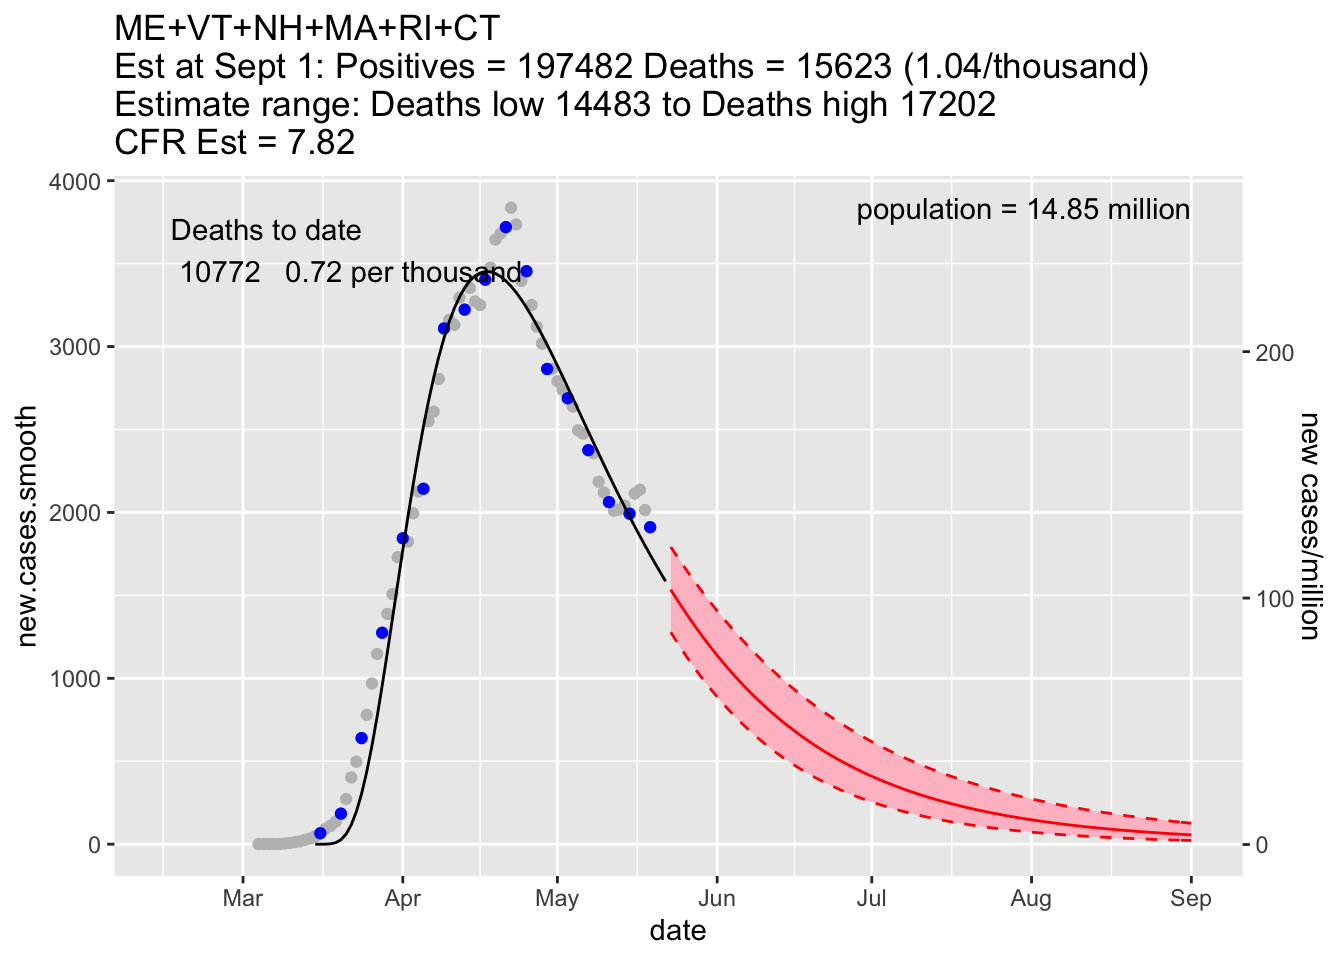 ME+VT+NH+MA+RI+CT
Est at Sept 1: Positives = 197482 Deaths = 15623 (1.04/thousand)
Estimate range: Deaths low 14483 to Deaths high 17202
CFR Est = 7.82
4000
3000
2000
1000
0
new.cases.smooth
Deaths to date
10772 0.72 per thousand
population = 14.85 million
200
100
0
new cases/million
Mar Apr May Jun Jul Aug Sep
date